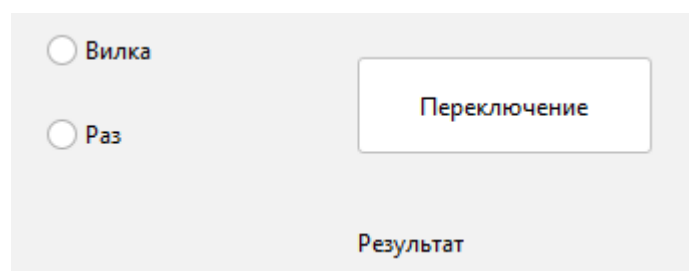 Вилка
Переключение
Раз
Результат